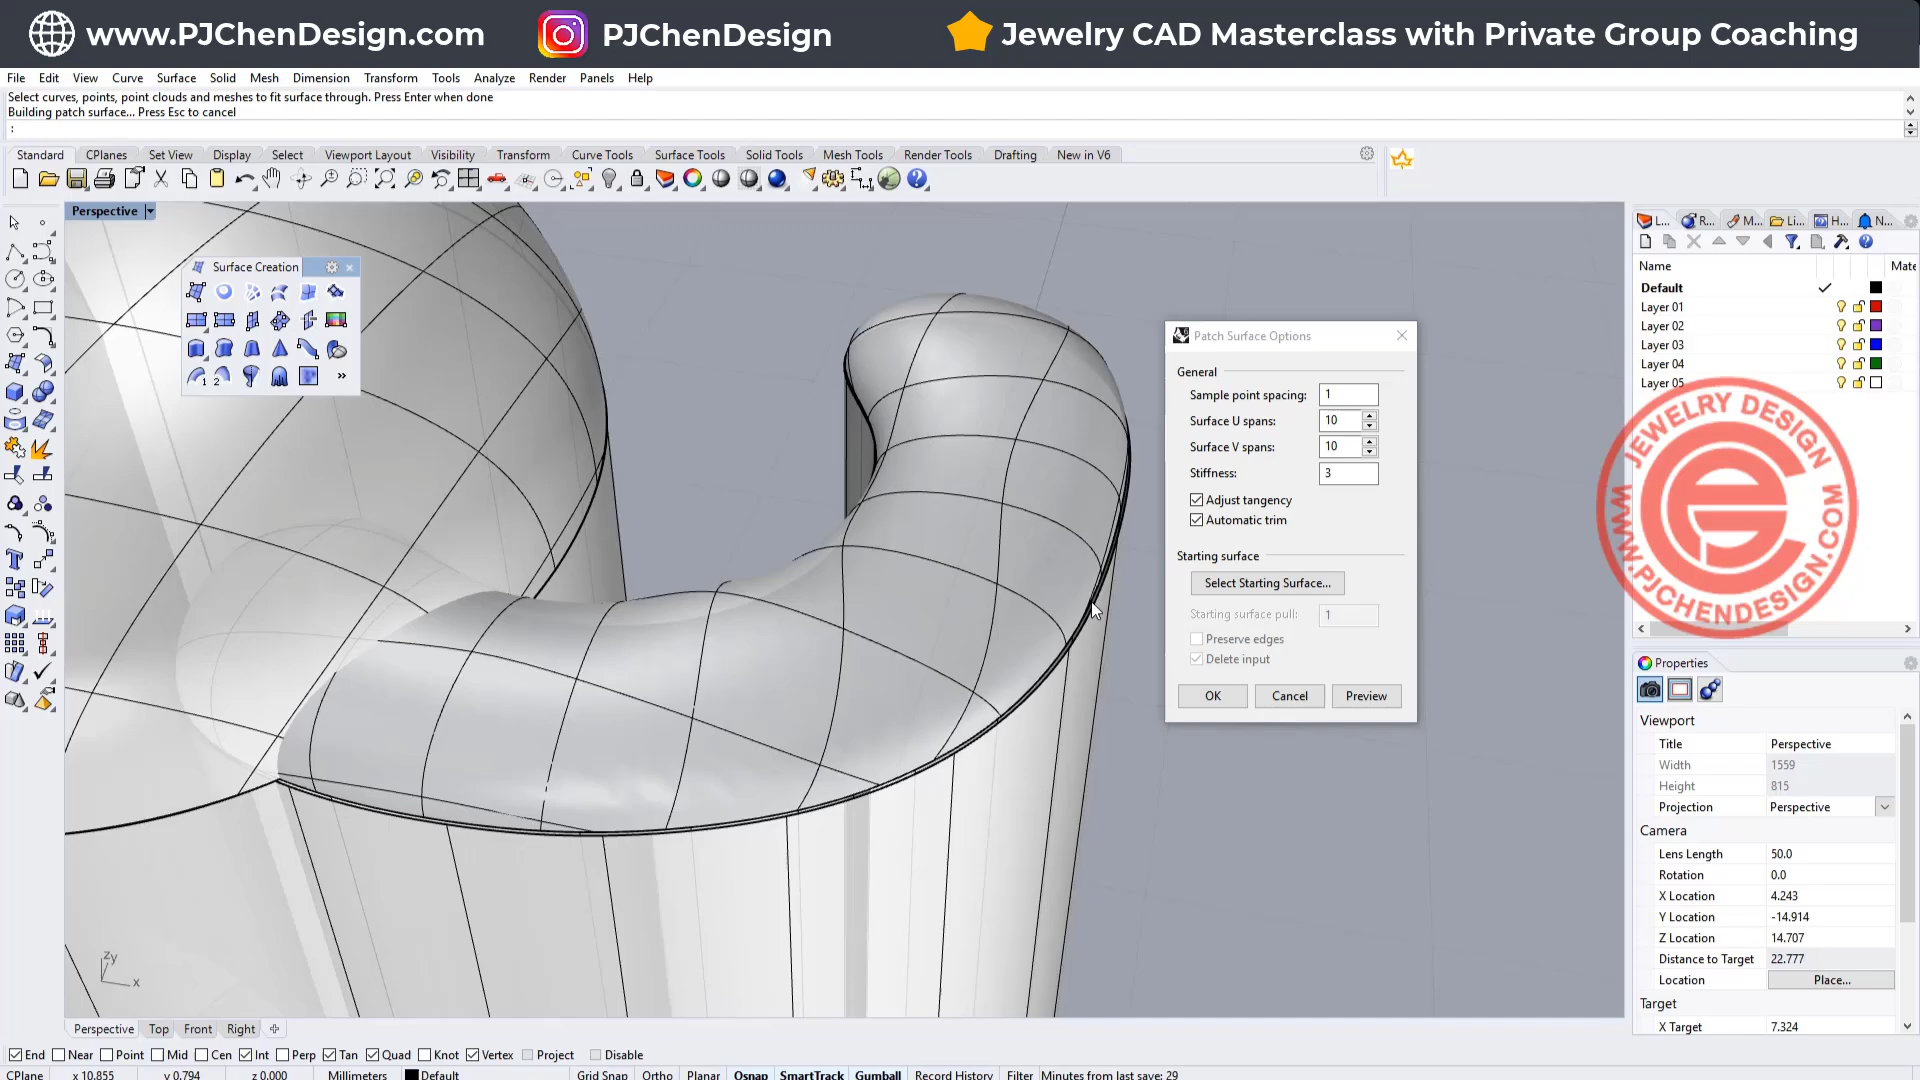 www.PJChenDesign.com PJChenDesign Jewelry CAD Masterclass with Private Group Coaching
File Edit View Curve Surface Solid Mesh Dimension Transform Tools Analyze Render Panels Help
Select curves, points, point clouds and meshes to fit surface through. Press Enter when done
Building patch surface... Press Esc to cancel
:
Standard CPlanes Set View Display Select Viewport Layout Visibility Transform Curve Tools Surface Tools Solid Tools Mesh Tools Render Tools Drafting New in V6
Perspective
Surface Creation
1 2 »
Patch Surface Options
General
Sample point spacing: 1
Surface U spans: 10
Surface V spans: 10
Stiffness: 3
Adjust tangency
Automatic trim
Starting surface
Select Starting Surface...
Starting surface pull: 1
Preserve edges
Delete input
OK Cancel Preview
L... R... M... Li... H... N...
Name Mate
Default
Layer 01
Layer 02
Layer 03
Layer 04
Layer 05
JEWELRY DESIGN
WWW.PJCHENDESIGN.COM
Properties
Viewport
Title Perspective
Width 1559
Height 815
Projection Perspective
Camera
Lens Length 50.0
Rotation 0.0
X Location 4.243
Y Location -14.914
Z Location 14.707
Distance to Target 22.777
Location Place...
Target
X Target 7.324
z y
x
Perspective Top Front Right
End Near Point Mid Cen Int Perp Tan Quad Knot Vertex Project Disable
CPlane x 10.855 y 0.794 z 0.000 Millimeters Default Grid Snap Ortho Planar Osnap SmartTrack Gumball Record History Filter Minutes from last save: 29